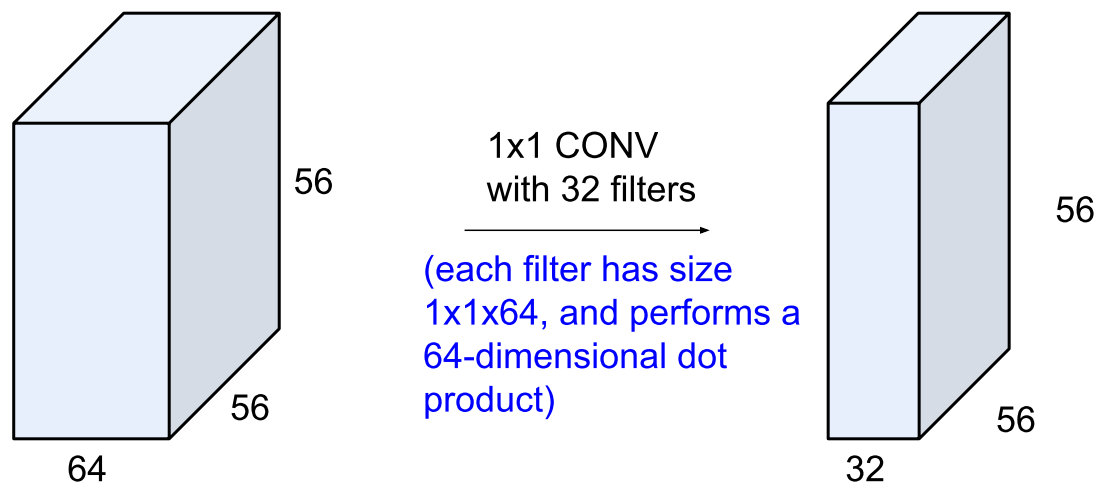 56
56
64
1x1 CONV
with 32 filters
(each filter has size
1x1x64, and performs a
64-dimensional dot
product)
56
56
32